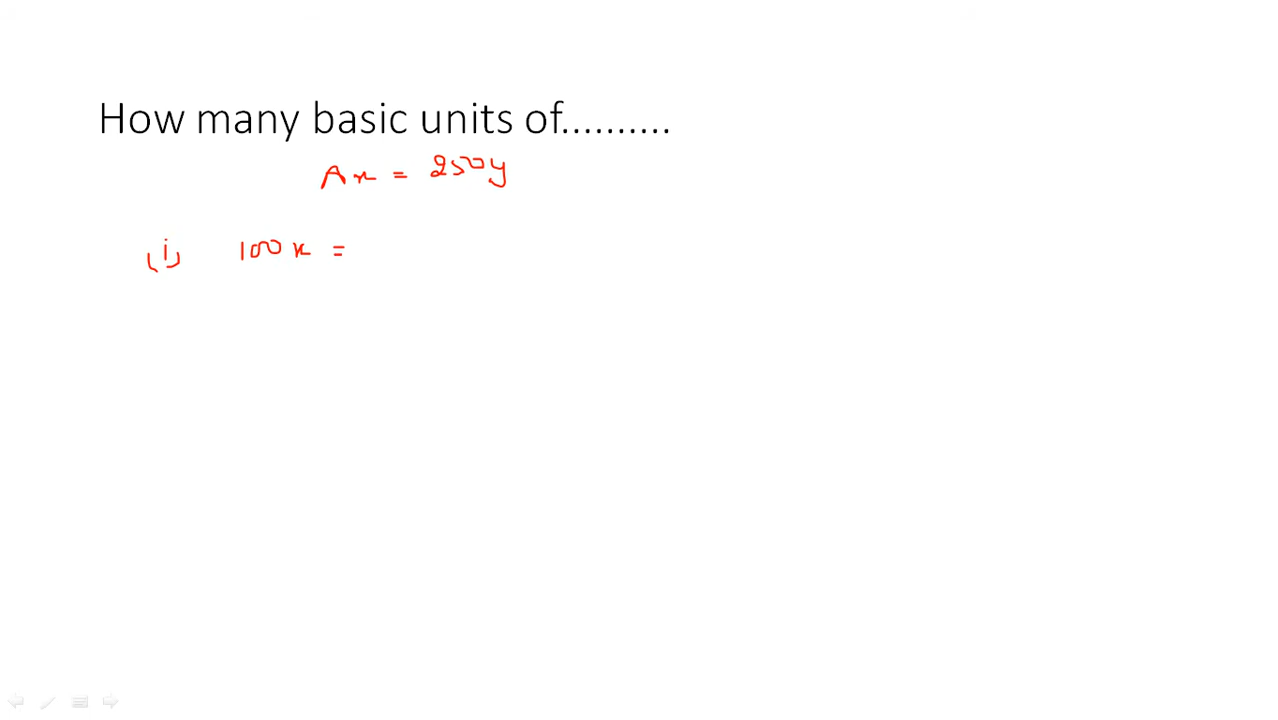 How many basic units of..........
Ax = 250y
(i) 100x =